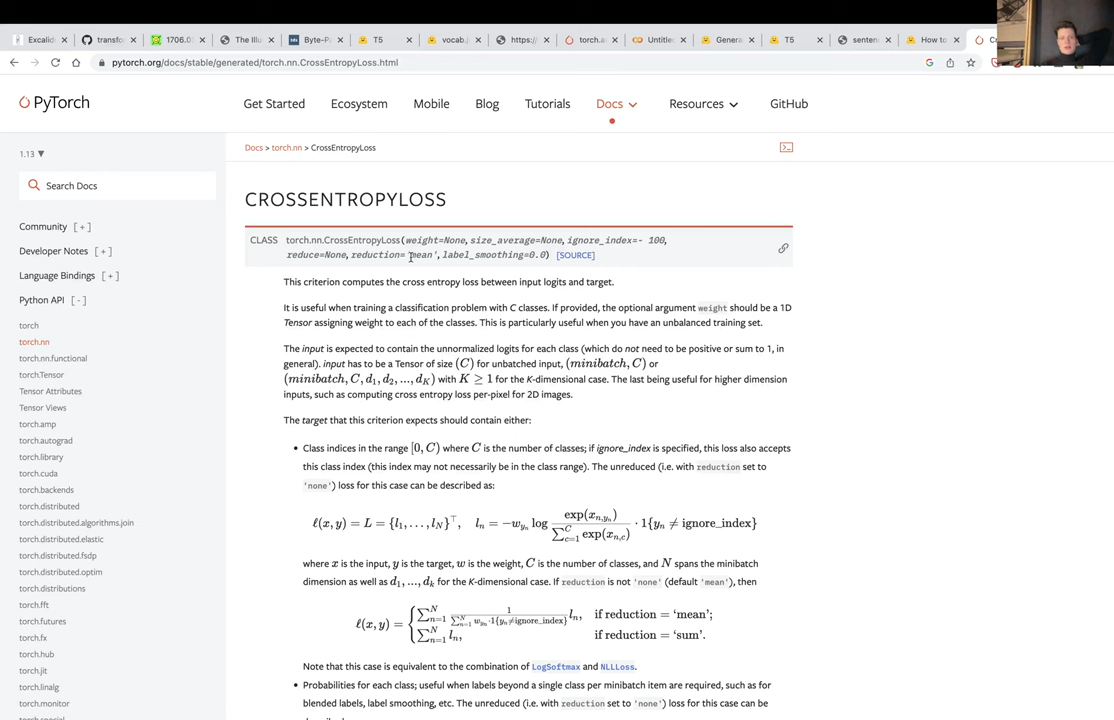 Excalid
transfor
1706.03
The Illu
Byte-Pa
T5
vocab.j
https:/
torch.a
Untitle
Genera
T5
senten
How to
Cr
pytorch.org/docs/stable/generated/torch.nn.CrossEntropyLoss.html
PyTorch
Get Started
Ecosystem
Mobile
Blog
Tutorials
Docs
Resources
GitHub
1.13 ▼
Search Docs
Community [ + ]
Developer Notes [ + ]
Language Bindings [ + ]
Python API [ - ]
torch
torch.nn
torch.nn.functional
torch.Tensor
Tensor Attributes
Tensor Views
torch.amp
torch.autograd
torch.library
torch.cuda
torch.backends
torch.distributed
torch.distributed.algorithms.join
torch.distributed.elastic
torch.distributed.fsdp
torch.distributed.optim
torch.distributions
torch.fft
torch.futures
torch.fx
torch.hub
torch.jit
torch.linalg
torch.monitor
Docs > torch.nn > CrossEntropyLoss
CROSSENTROPYLOSS
CLASS torch.nn.CrossEntropyLoss(weight=None, size_average=None, ignore_index=- 100,
reduce=None, reduction='mean', label_smoothing=0.0) [SOURCE]
This criterion computes the cross entropy loss between input logits and target.
It is useful when training a classification problem with C classes. If provided, the optional argument weight should be a 1D
Tensor assigning weight to each of the classes. This is particularly useful when you have an unbalanced training set.
The input is expected to contain the unnormalized logits for each class (which do not need to be positive or sum to 1, in
general). input has to be a Tensor of size (C) for unbatched input, (minibatch, C) or
(minibatch, C, d₁, d₂, ..., d_K) with K ≥ 1 for the K-dimensional case. The last being useful for higher dimension
inputs, such as computing cross entropy loss per-pixel for 2D images.
The target that this criterion expects should contain either:
• Class indices in the range [0, C) where C is the number of classes; if ignore_index is specified, this loss also accepts
this class index (this index may not necessarily be in the class range). The unreduced (i.e. with reduction set to
'none') loss for this case can be described as:
ℓ(x, y) = L = {l₁, . . . , l_N}^⊤, l_n = −w_{y_n} log exp(x_{n,y_n}) / ∑_{c=1}^C exp(x_{n,c}) · 1{y_n ≠ ignore_index}
where x is the input, y is the target, w is the weight, C is the number of classes, and N spans the minibatch
dimension as well as d₁, ..., d_k for the K-dimensional case. If reduction is not 'none' (default 'mean'), then
ℓ(x, y) = { ∑_{n=1}^N 1 / ∑_{n=1}^N w_{y_n}·1{y_n≠ignore_index} l_n, if reduction = ‘mean’;
∑_{n=1}^N l_n, if reduction = ‘sum’.
Note that this case is equivalent to the combination of LogSoftmax and NLLLoss.
• Probabilities for each class; useful when labels beyond a single class per minibatch item are required, such as for
blended labels, label smoothing, etc. The unreduced (i.e. with reduction set to 'none') loss for this case can be